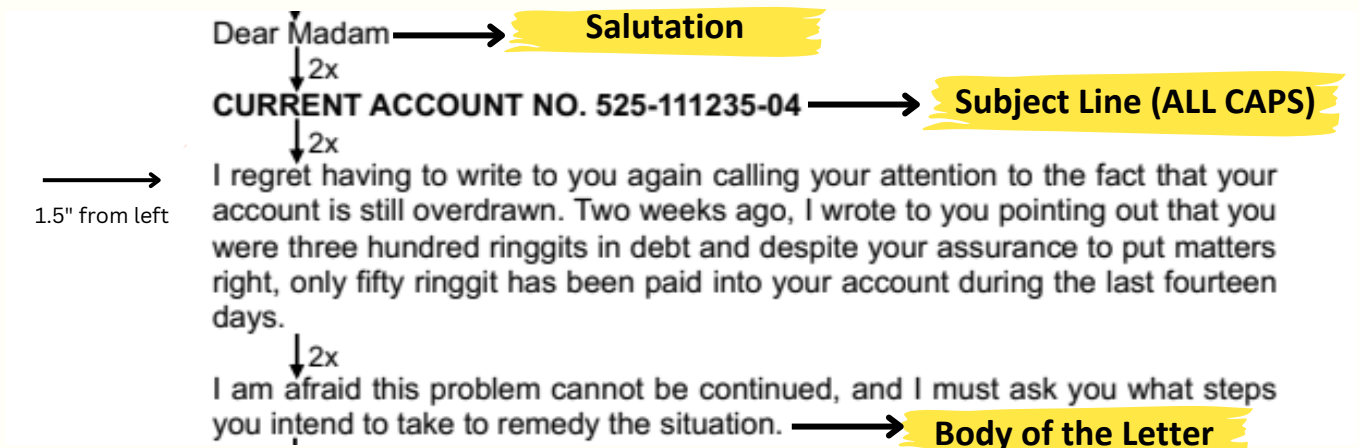 Dear Madam Salutation
2x
CURRENT ACCOUNT NO. 525-111235-04 Subject Line (ALL CAPS)
2x
I regret having to write to you again calling your attention to the fact that your
1.5" from left account is still overdrawn. Two weeks ago, I wrote to you pointing out that you
were three hundred ringgits in debt and despite your assurance to put matters
right, only fifty ringgit has been paid into your account during the last fourteen
days.
2x
I am afraid this problem cannot be continued, and I must ask you what steps
you intend to take to remedy the situation. Body of the Letter